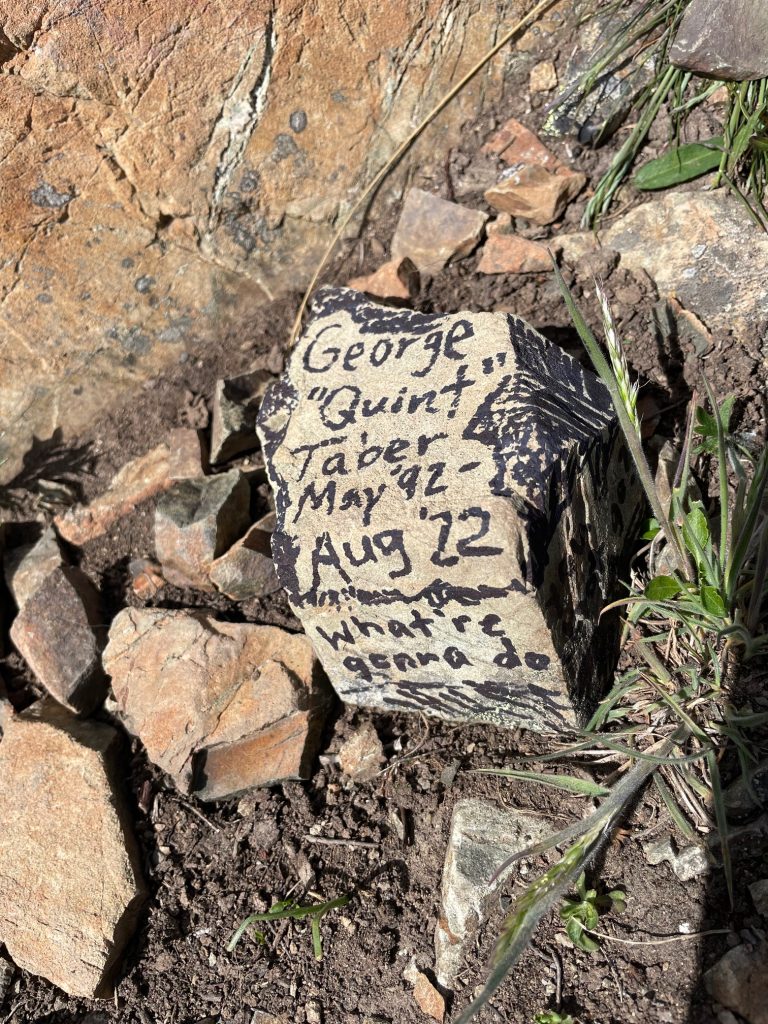 George
"Quint"
Taber
May '92-
Aug '22
What're
gonna do